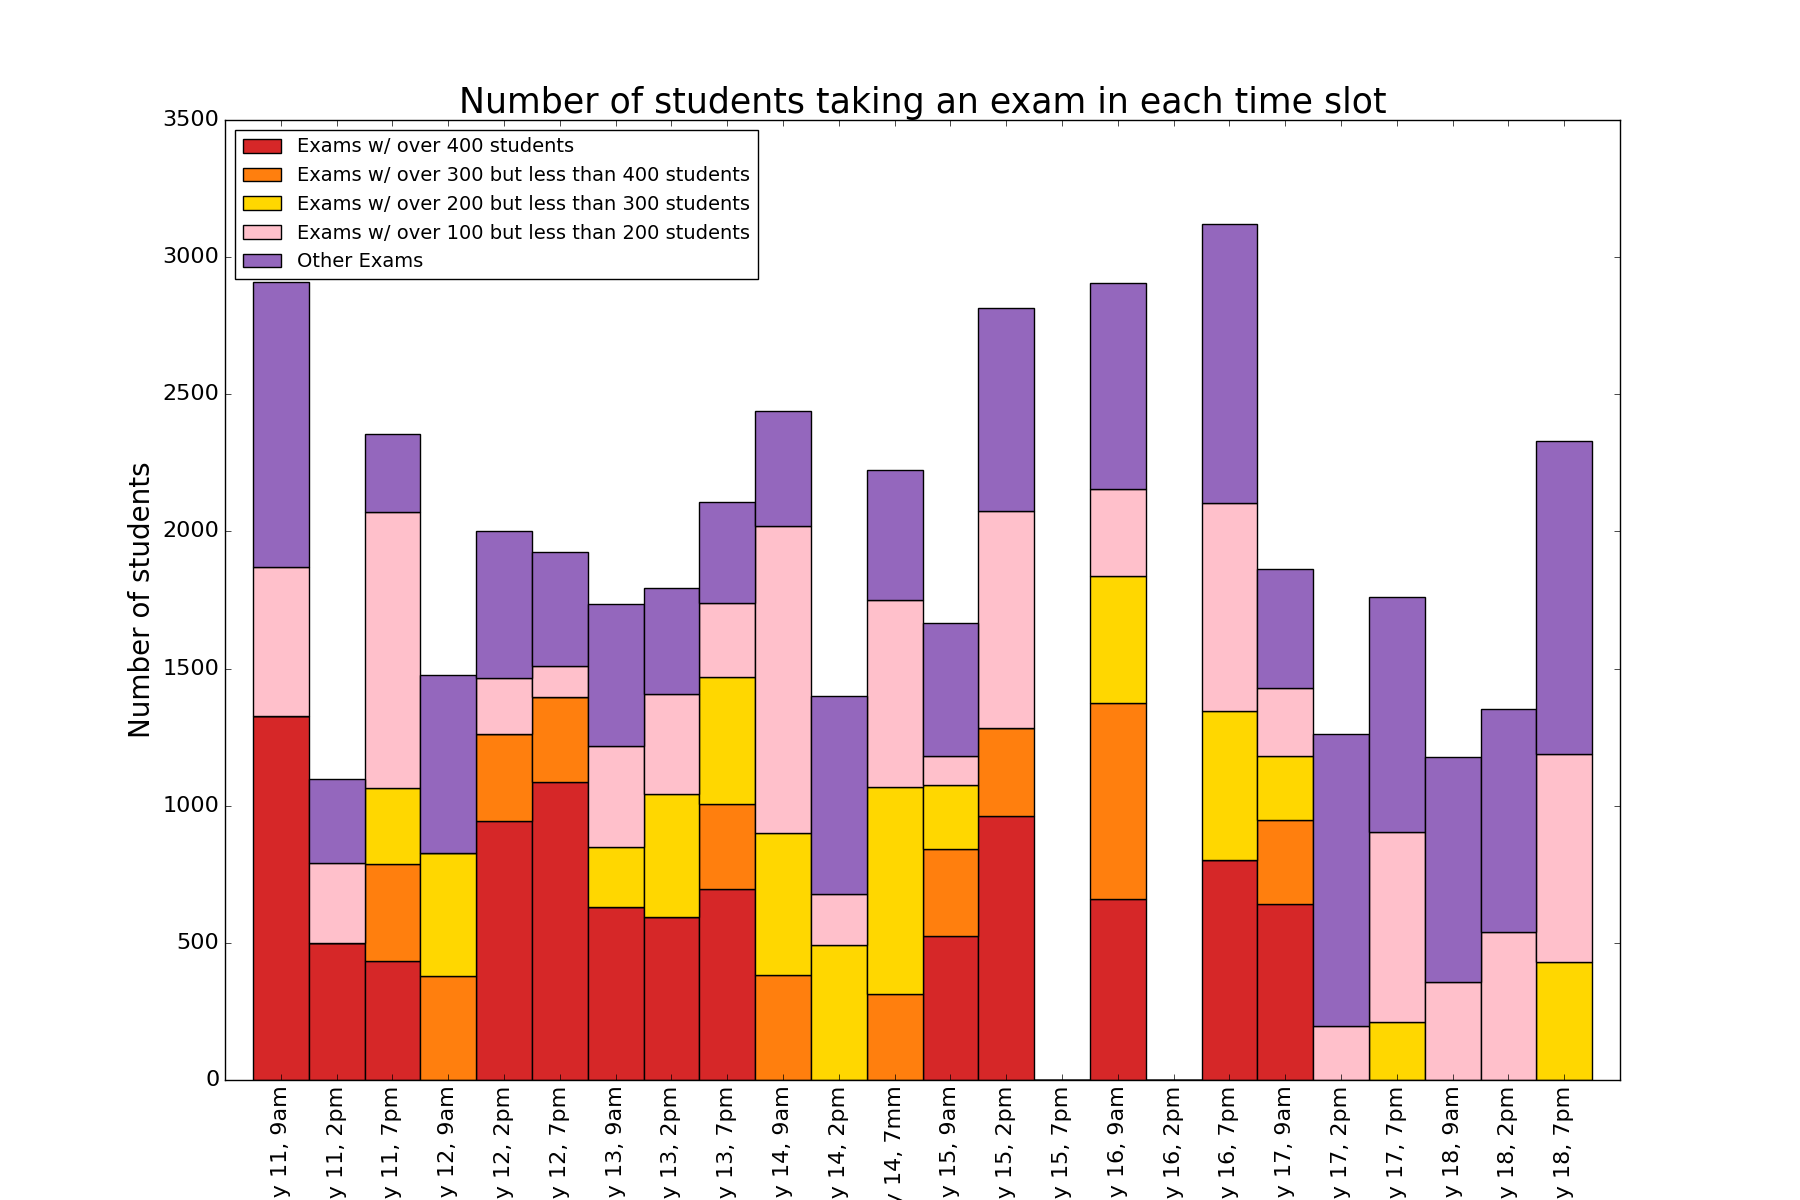 Number of students taking an exam in each time slot
3500
3000
2500
2000
1500
1000
500
0
Number of students
Exams w/ over 400 students
Exams w/ over 300 but less than 400 students
Exams w/ over 200 but less than 300 students
Exams w/ over 100 but less than 200 students
Other Exams
y 11, 9am
y 11, 2pm
y 11, 7pm
y 12, 9am
y 12, 2pm
y 12, 7pm
y 13, 9am
y 13, 2pm
y 13, 7pm
y 14, 9am
y 14, 2pm
y 14, 7mm
y 15, 9am
y 15, 2pm
y 15, 7pm
y 16, 9am
y 16, 2pm
y 16, 7pm
y 17, 9am
y 17, 2pm
y 17, 7pm
y 18, 9am
y 18, 2pm
y 18, 7pm